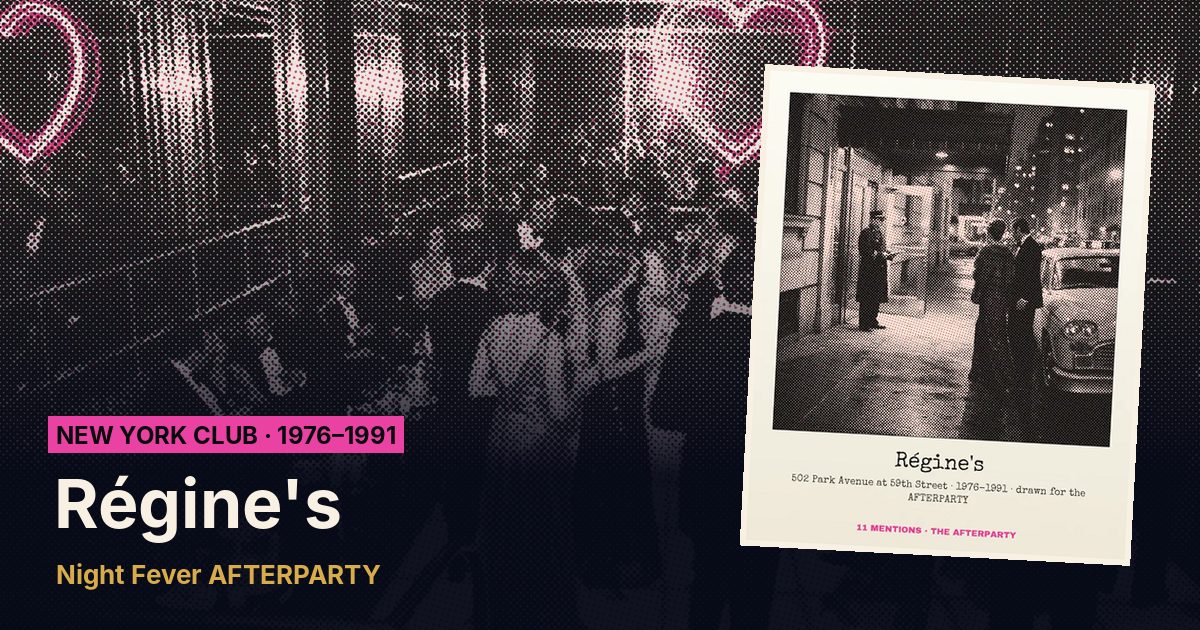 NEW YORK CLUB · 1976–1991
Régine's
Night Fever AFTERPARTY
Régine's
502 Park Avenue at 59th Street · 1976–1991 · drawn for the
AFTERPARTY
11 MENTIONS · THE AFTERPARTY